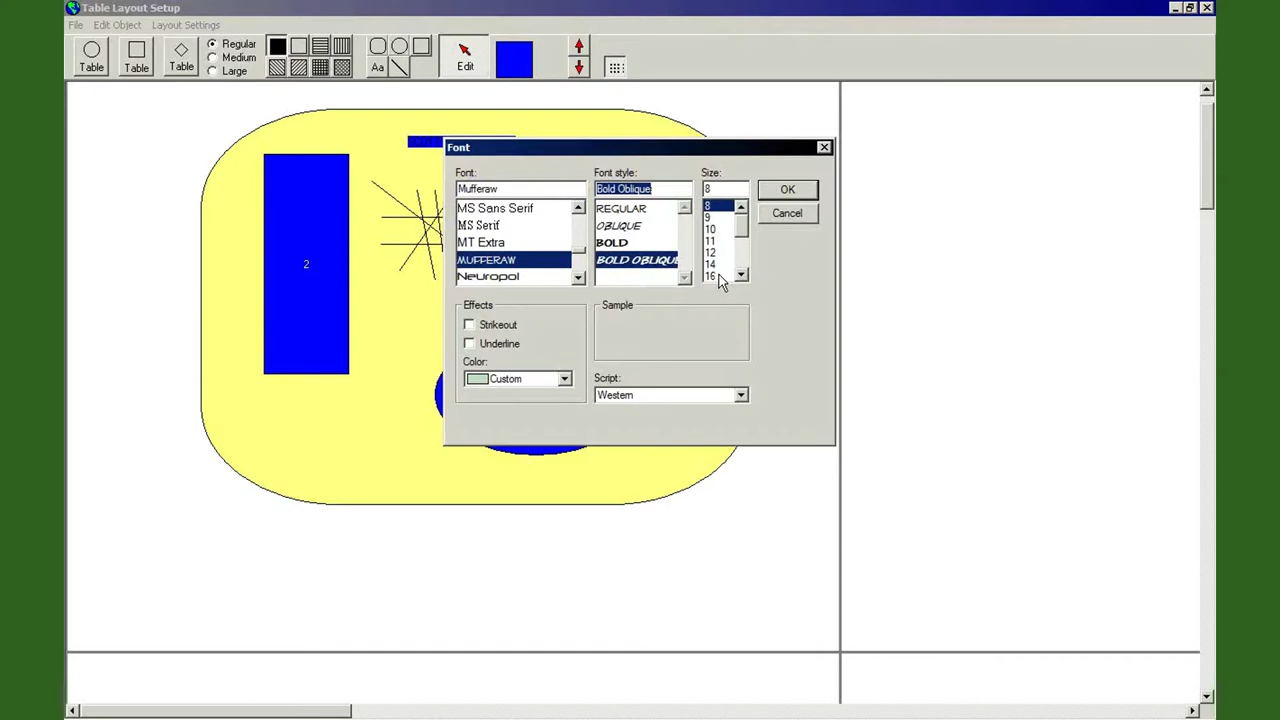 Table Layout Setup
File Edit Object Layout Settings
Table
Table
Table
Regular
Medium
Large
Aa
Edit
Font
Font:
Mufferaw
MS Sans Serif
MS Serif
MT Extra
MUFFERAW
Neuropol
Font style:
Bold Oblique
REGULAR
OBLIQUE
BOLD
BOLD OBLIQUE
Size:
8
8
9
10
11
12
14
16
OK
Cancel
Effects
Strikeout
Underline
Color:
Custom
Sample
Script:
Western
2